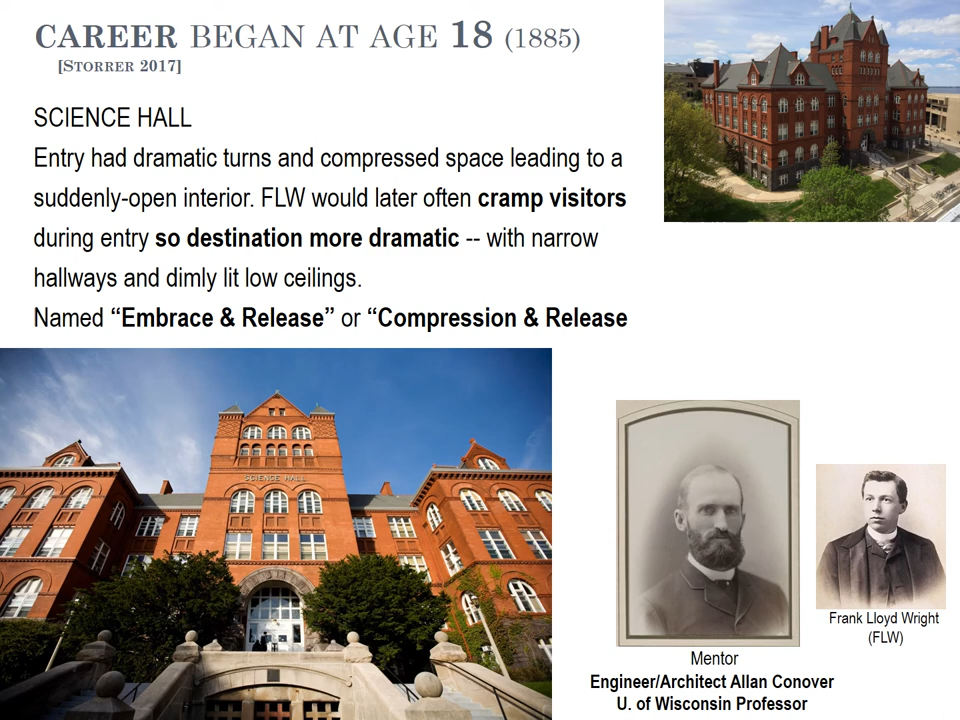 CAREER BEGAN AT AGE 18 (1885)
[STORRER 2017]
SCIENCE HALL
Entry had dramatic turns and compressed space leading to a
suddenly-open interior. FLW would later often cramp visitors
during entry so destination more dramatic -- with narrow
hallways and dimly lit low ceilings.
Named “Embrace & Release” or “Compression & Release
SCIENCE HALL
Frank Lloyd Wright
(FLW)
Mentor
Engineer/Architect Allan Conover
U. of Wisconsin Professor